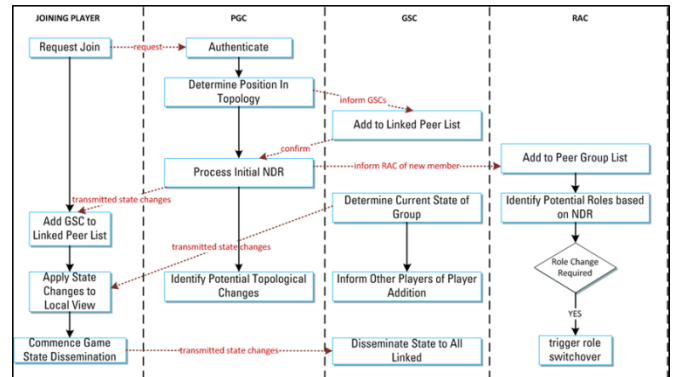 JOINING PLAYER
PGC
GSC
RAC
Request Join
request
Authenticate
Determine Position In
Topology
inform GSCs
Add to Linked Peer List
confirm
Process Initial NDR
inform RAC of new member
Add to Peer Group List
transmitted state changes
Add GSC to
Linked Peer List
Determine Current State of
Group
Identify Potential Roles based
on NDR
transmitted state changes
Role Change
Required
Apply State
Changes to
Local View
Identify Potential Topological
Changes
Inform Other Players of Player
Addition
YES
Commence Game
State Dissemination
transmitted state changes
Disseminate State to All
Linked
trigger role
switchover